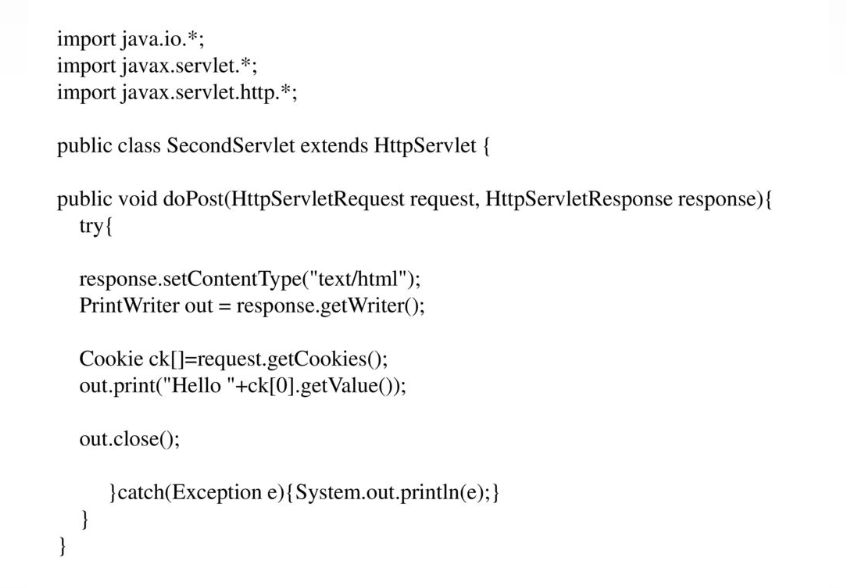 import java.io.*;
import javax.servlet.*;
import javax.servlet.http.*;
public class SecondServlet extends HttpServlet {
public void doPost(HttpServletRequest request, HttpServletResponse response){
try{
response.setContentType("text/html");
PrintWriter out = response.getWriter();
Cookie ck[]=request.getCookies();
out.print("Hello "+ck[0].getValue());
out.close();
}catch(Exception e){System.out.println(e);}
}
}